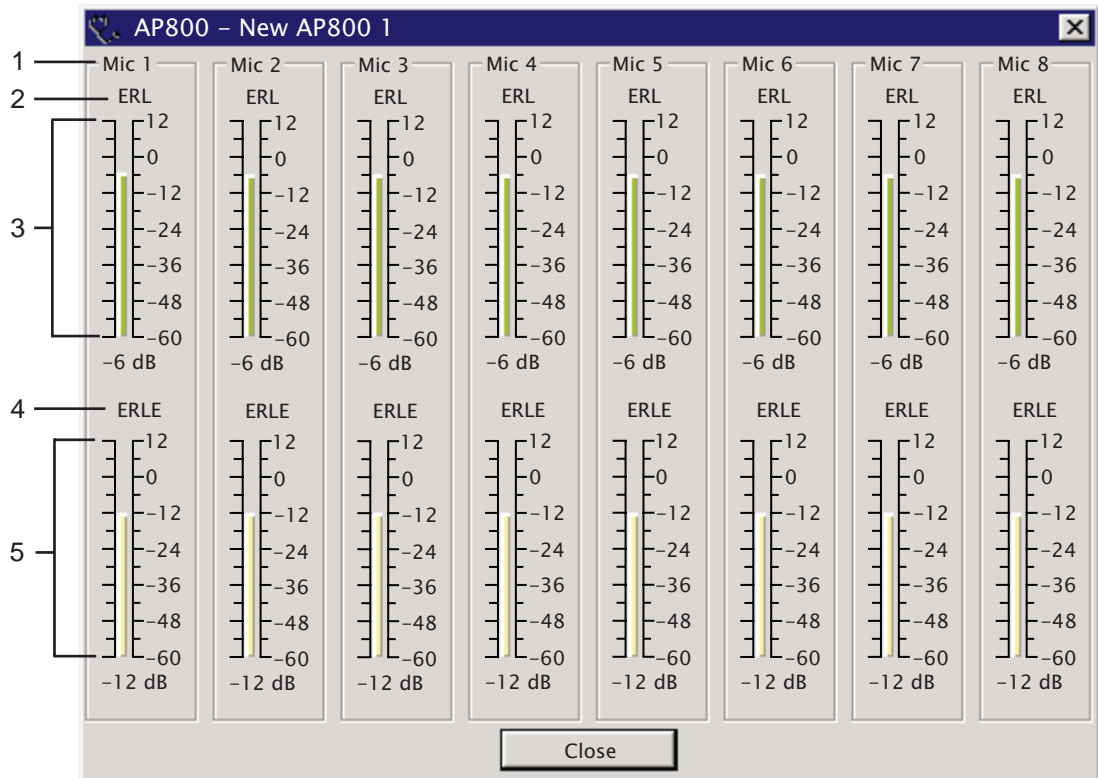 AP800 – New AP800 1
1 Mic 1 Mic 2 Mic 3 Mic 4 Mic 5 Mic 6 Mic 7 Mic 8
2 ERL ERL ERL ERL ERL ERL ERL ERL
12 12 12 12 12 12 12 12
0 0 0 0 0 0 0 0
–12 –12 –12 –12 –12 –12 –12 –12
3 –24 –24 –24 –24 –24 –24 –24 –24
–36 –36 –36 –36 –36 –36 –36 –36
–48 –48 –48 –48 –48 –48 –48 –48
–60 –60 –60 –60 –60 –60 –60 –60
–6 dB –6 dB –6 dB –6 dB –6 dB –6 dB –6 dB –6 dB
4 ERLE ERLE ERLE ERLE ERLE ERLE ERLE ERLE
12 12 12 12 12 12 12 12
0 0 0 0 0 0 0 0
–12 –12 –12 –12 –12 –12 –12 –12
5 –24 –24 –24 –24 –24 –24 –24 –24
–36 –36 –36 –36 –36 –36 –36 –36
–48 –48 –48 –48 –48 –48 –48 –48
–60 –60 –60 –60 –60 –60 –60 –60
–12 dB –12 dB –12 dB –12 dB –12 dB –12 dB –12 dB –12 dB
Close